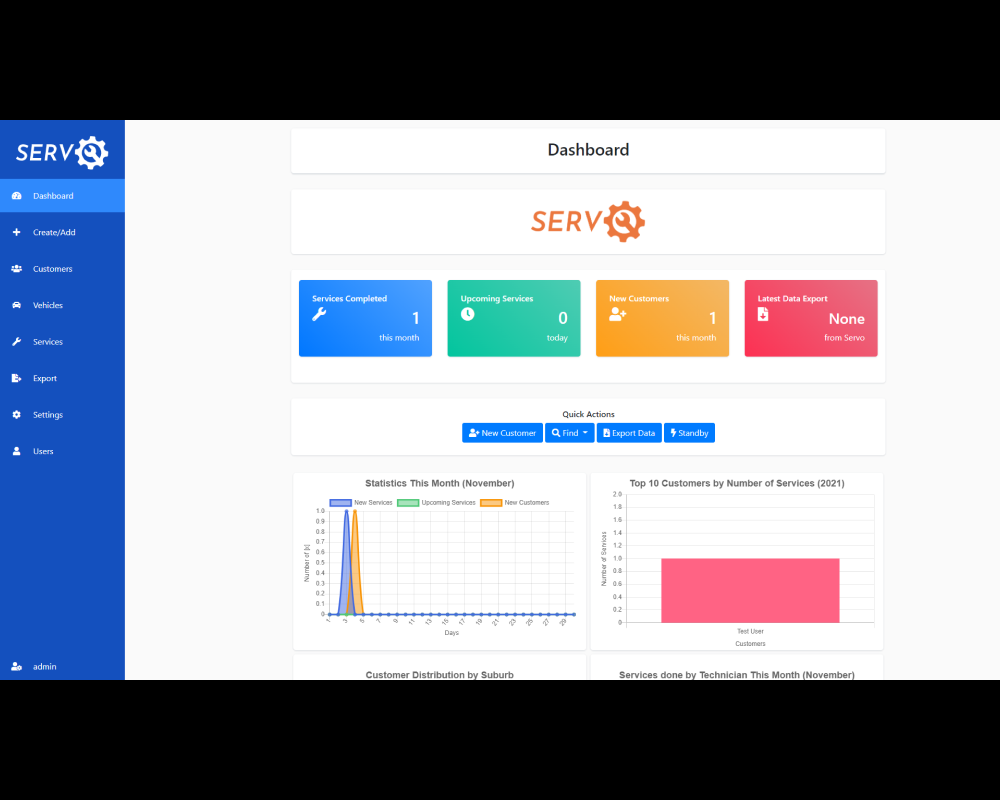 SERVO
Dashboard
Create/Add
Customers
Vehicles
Services
Export
Settings
Users
admin
Dashboard
SERVO
Services Completed
1
this month
Upcoming Services
0
today
New Customers
1
this month
Latest Data Export
None
from Servo
Quick Actions
New Customer Find Export Data Standby
Statistics This Month (November)
New Services Upcoming Services New Customers
1.0
0.9
0.8
0.7
0.6
0.5
0.4
0.3
0.2
0.1
0
Number of [x]
1 3 5 7 9 11 13 15 17 19 21 23 25 27 29
Days
Top 10 Customers by Number of Services (2021)
2.0
1.8
1.6
1.4
1.2
1.0
0.8
0.6
0.4
0.2
0
Number of Services
Test User
Customers
Customer Distribution by Suburb
Services done by Technician This Month (November)